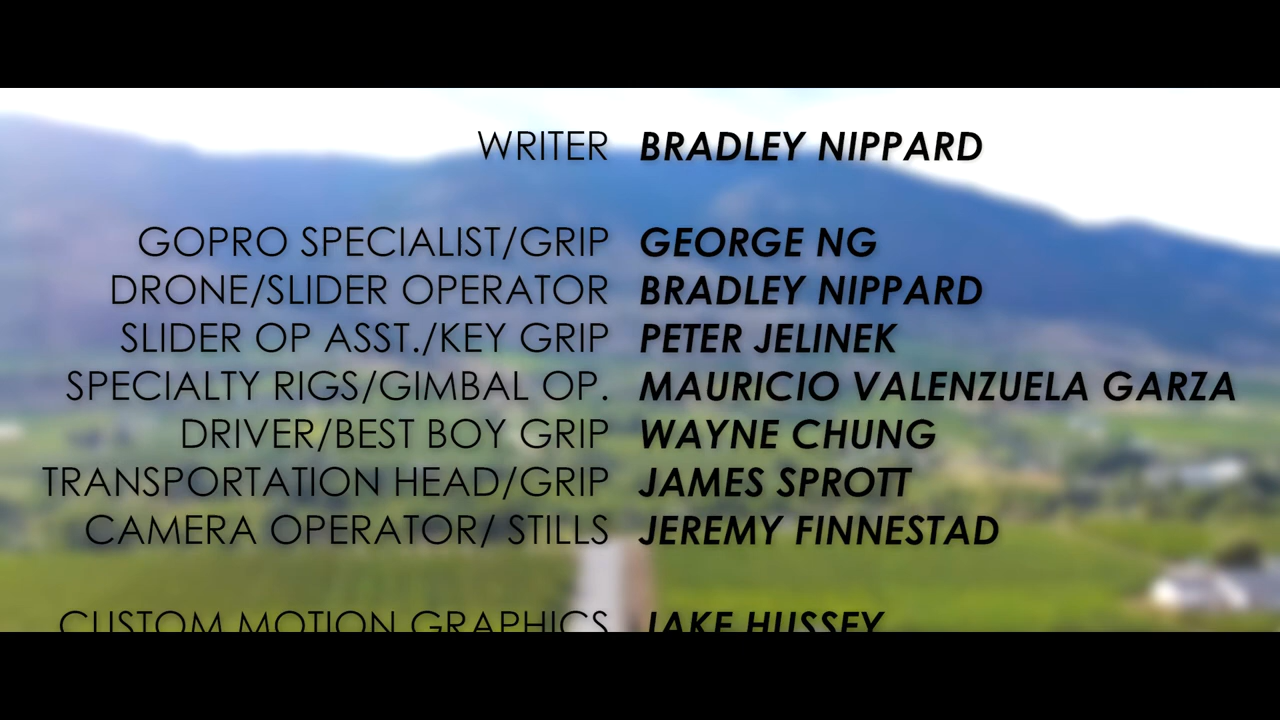 WRITER BRADLEY NIPPARD
GOPRO SPECIALIST/GRIP GEORGE NG
DRONE/SLIDER OPERATOR BRADLEY NIPPARD
SLIDER OP ASST./KEY GRIP PETER JELINEK
SPECIALTY RIGS/GIMBAL OP. MAURICIO VALENZUELA GARZA
DRIVER/BEST BOY GRIP WAYNE CHUNG
TRANSPORTATION HEAD/GRIP JAMES SPROTT
CAMERA OPERATOR/ STILLS JEREMY FINNESTAD
CUSTOM MOTION GRAPHICS JAKE HUSSEY